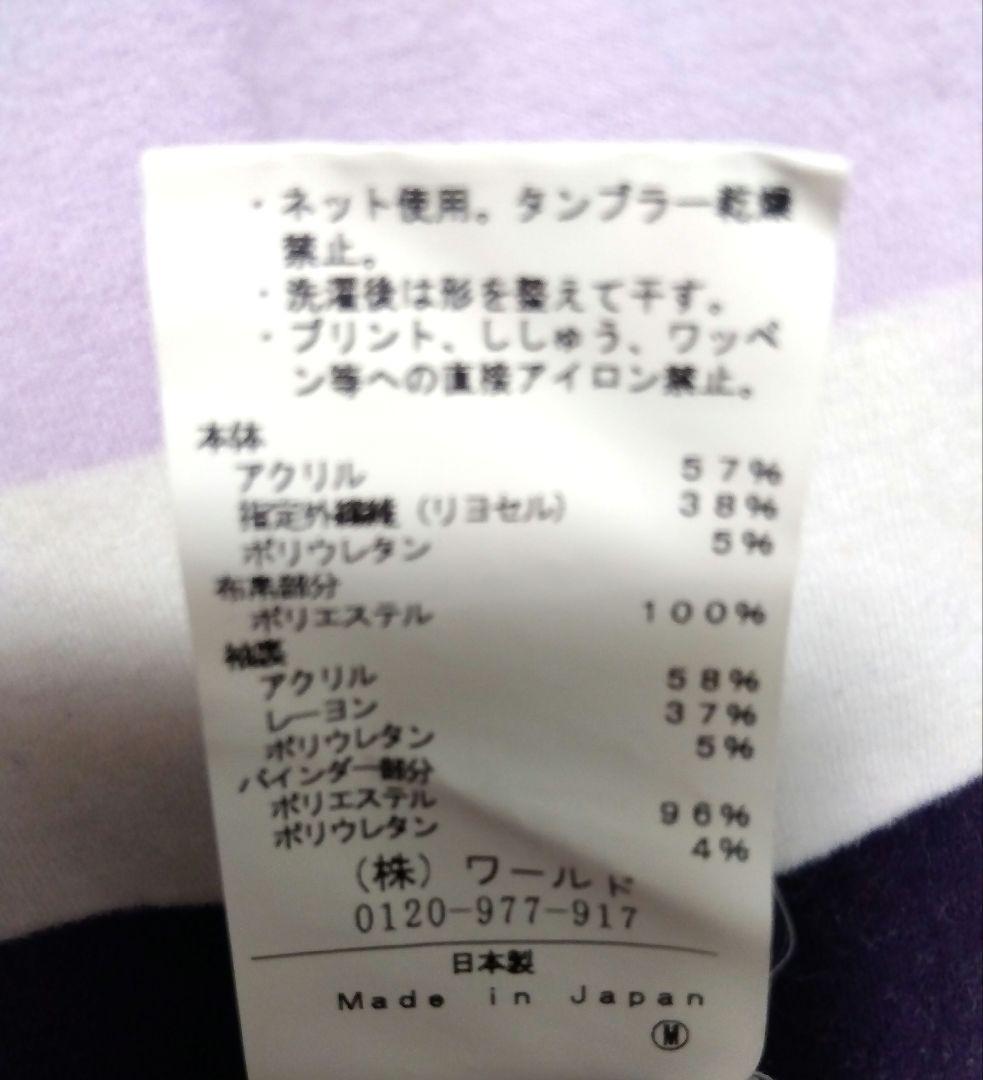 ・ネット使用。タンブラー乾燥
禁止。
・洗濯後は形を整えて干す。
・プリント、ししゅう、ワッペ
ン等への直接アイロン禁止。
本体
アクリル 57%
指定外繊維（リヨセル） 38%
ポリウレタン 5%
布帛部分
ポリエステル 100%
袖裏
アクリル 58%
レーヨン 37%
ポリウレタン 5%
バインダー部分
ポリエステル 96%
ポリウレタン 4%
（株）ワールド
0120-977-917
日本製
Made in Japan
Ⓜ